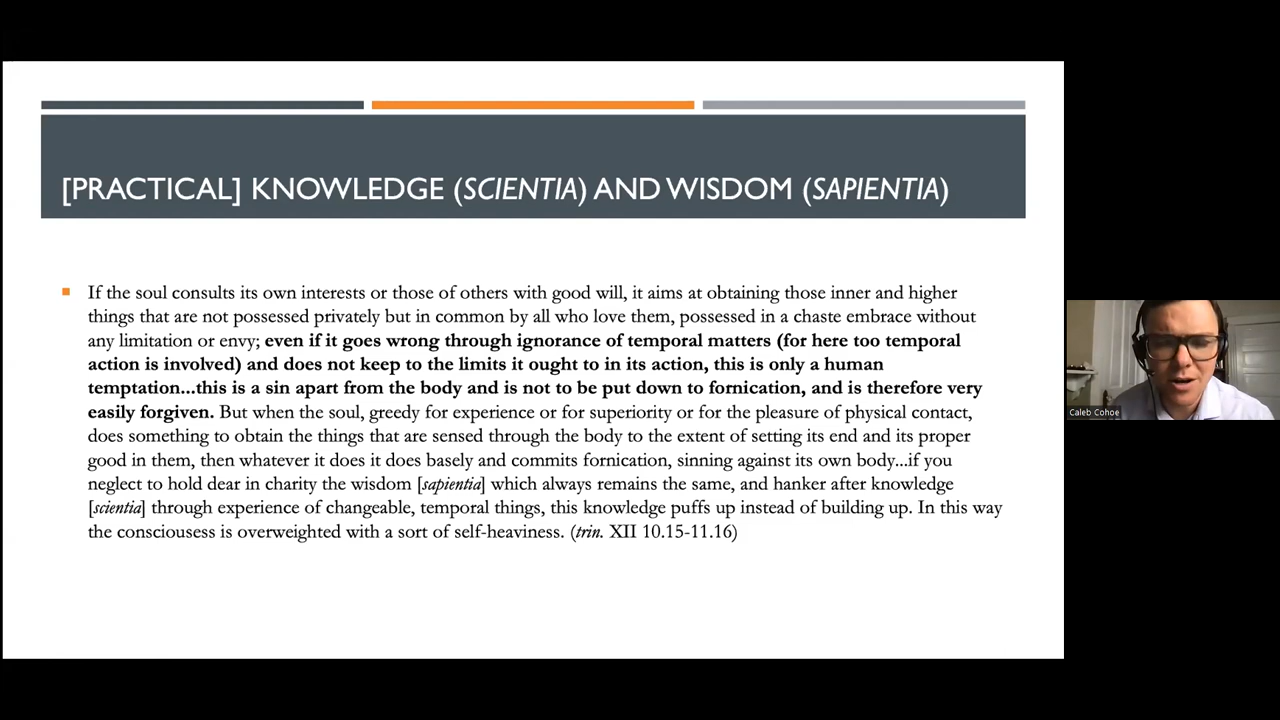 [PRACTICAL] KNOWLEDGE (SCIENTIA) AND WISDOM (SAPIENTIA)
If the soul consults its own interests or those of others with good will, it aims at obtaining those inner and higher
things that are not possessed privately but in common by all who love them, possessed in a chaste embrace without
any limitation or envy; even if it goes wrong through ignorance of temporal matters (for here too temporal
action is involved) and does not keep to the limits it ought to in its action, this is only a human
temptation...this is a sin apart from the body and is not to be put down to fornication, and is therefore very
easily forgiven. But when the soul, greedy for experience or for superiority or for the pleasure of physical contact,
does something to obtain the things that are sensed through the body to the extent of setting its end and its proper
good in them, then whatever it does it does basely and commits fornication, sinning against its own body...if you
neglect to hold dear in charity the wisdom [sapientia] which always remains the same, and hanker after knowledge
[scientia] through experience of changeable, temporal things, this knowledge puffs up instead of building up. In this way
the consciousess is overweighted with a sort of self-heaviness. (trin. XII 10.15-11.16)
Caleb Cohoe